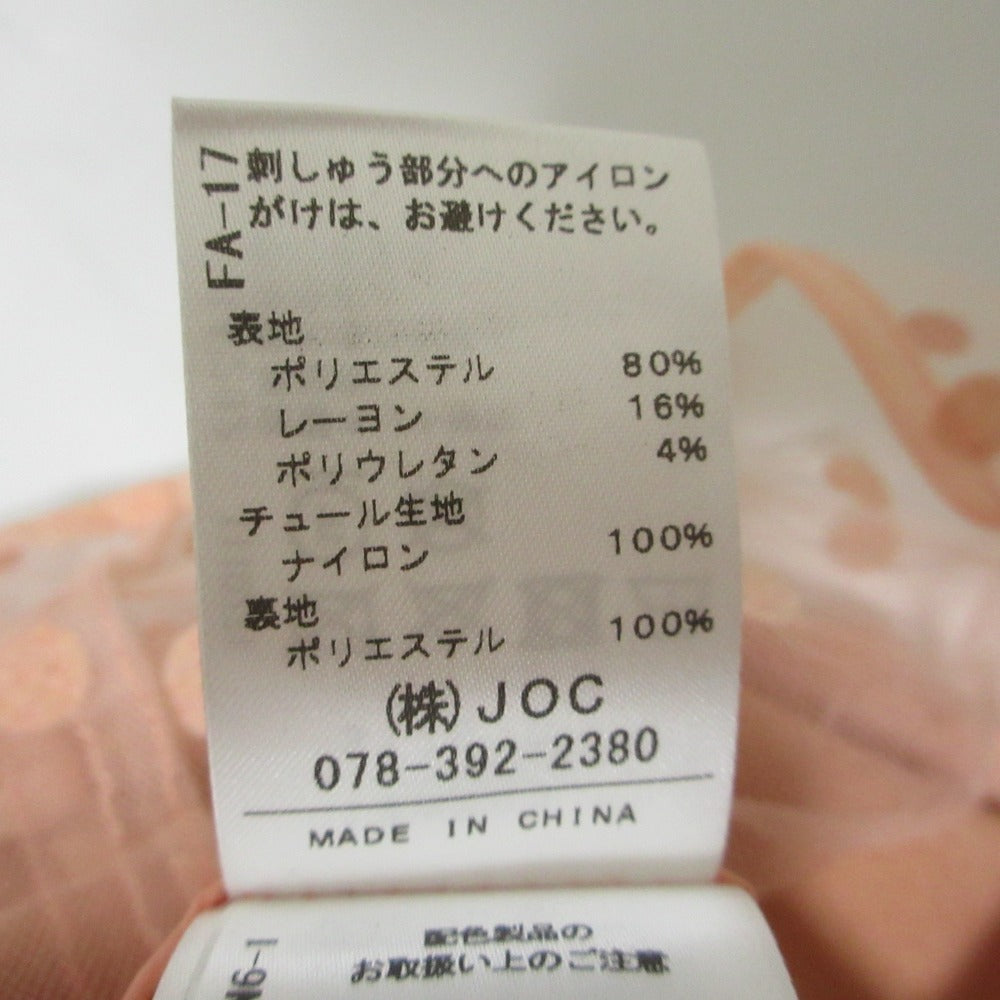 FA-17
刺しゅう部分へのアイロン
がけは、お避けください。
表地
ポリエステル 80%
レーヨン 16%
ポリウレタン 4%
チュール生地
ナイロン 100%
裏地
ポリエステル 100%
(株)JOC
078-392-2380
MADE IN CHINA
配色製品の
お取扱い上のご注意